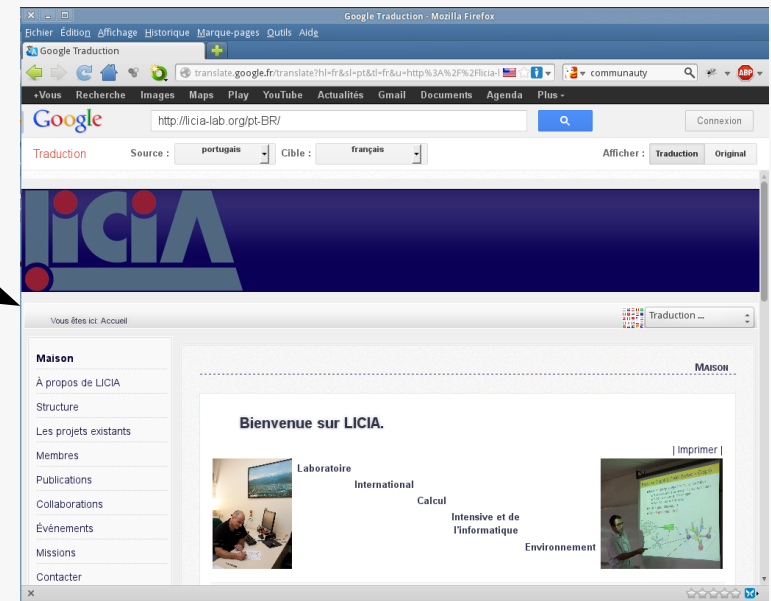 Google Traduction - Mozilla Firefox
Fichier Édition Affichage Historique Marque-pages Outils Aide
Google Traduction
translate.google.fr/translate?hl=fr&sl=pt&tl=fr&u=http%3A%2F%2Flicia-l
communauty
ABP
+Vous Recherche Images Maps Play YouTube Actualités Gmail Documents Agenda Plus
Google http://licia-lab.org/pt-BR/ Connexion
Traduction Source : portugais Cible : français Afficher : Traduction Original
LICIA
Vous êtes ici: Accueil
Traduction ...
Maison
À propos de LICIA
Structure
Les projets existants
Membres
Publications
Collaborations
Événements
Missions
Contacter
Maison
Bienvenue sur LICIA.
| Imprimer |
Laboratoire
International
Calcul
Intensive et de
l'informatique
Environnement